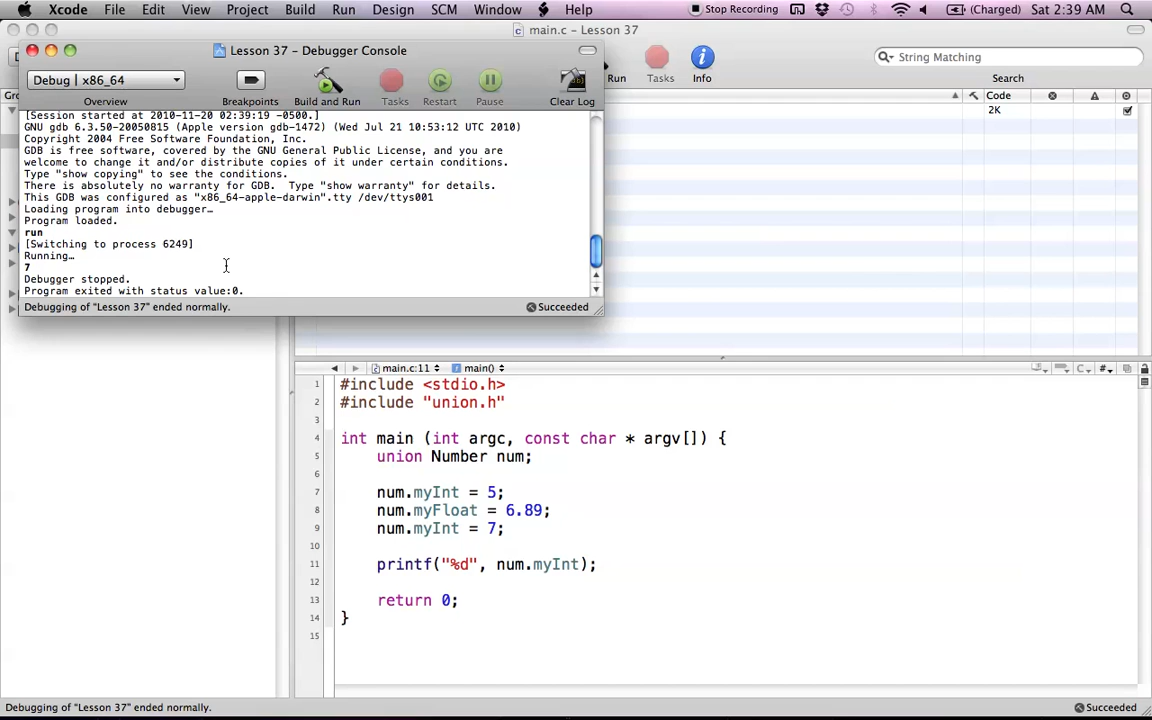 Xcode File Edit View Project Build Run Design SCM Window Help Stop Recording (Charged) Sat 2:39 AM
main.c – Lesson 37
Lesson 37 – Debugger Console
Debug | x86_64
Overview Breakpoints Build and Run Tasks Restart Pause Clear Log
Run Tasks Info
String Matching
Search
Gr
Code
2K
[Session started at 2010-11-20 02:39:19 -0500.]
GNU gdb 6.3.50-20050815 (Apple version gdb-1472) (Wed Jul 21 10:53:12 UTC 2010)
Copyright 2004 Free Software Foundation, Inc.
GDB is free software, covered by the GNU General Public License, and you are
welcome to change it and/or distribute copies of it under certain conditions.
Type "show copying" to see the conditions.
There is absolutely no warranty for GDB.  Type "show warranty" for details.
This GDB was configured as "x86_64-apple-darwin".tty /dev/ttys001
Loading program into debugger…
Program loaded.
run
[Switching to process 6249]
Running…
7
Debugger stopped.
Program exited with status value:0.
Debugging of "Lesson 37" ended normally. Succeeded
main.c:11 main() C #
1 #include <stdio.h>
2 #include "union.h"
3
4 int main (int argc, const char * argv[]) {
5 union Number num;
6
7 num.myInt = 5;
8 num.myFloat = 6.89;
9 num.myInt = 7;
10
11 printf("%d", num.myInt);
12
13 return 0;
14 }
15
Debugging of "Lesson 37" ended normally. Succeeded